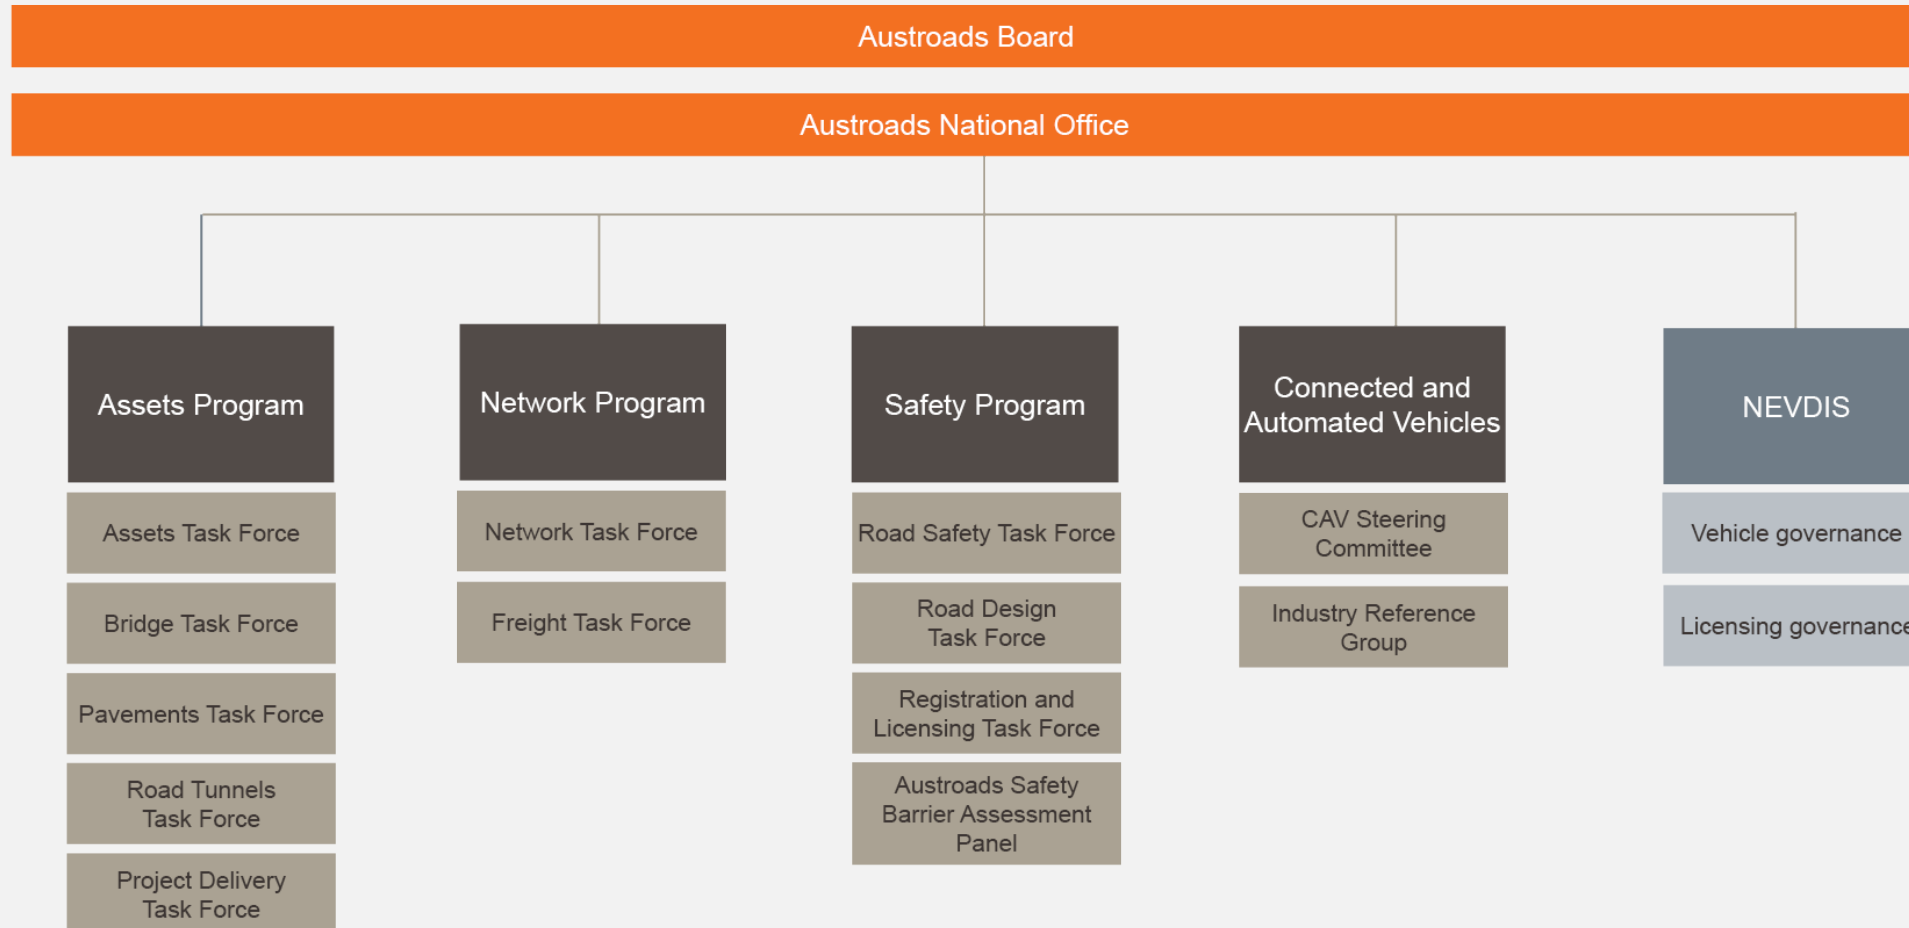 Austroads Board
Austroads National Office
Assets Program
Assets Task Force
Bridge Task Force
Pavements Task Force
Road Tunnels
Task Force
Project Delivery
Task Force
Network Program
Network Task Force
Freight Task Force
Safety Program
Road Safety Task Force
Road Design
Task Force
Registration and
Licensing Task Force
Austroads Safety
Barrier Assessment
Panel
Connected and
Automated Vehicles
CAV Steering
Committee
Industry Reference
Group
NEVDIS
Vehicle governance
Licensing governance